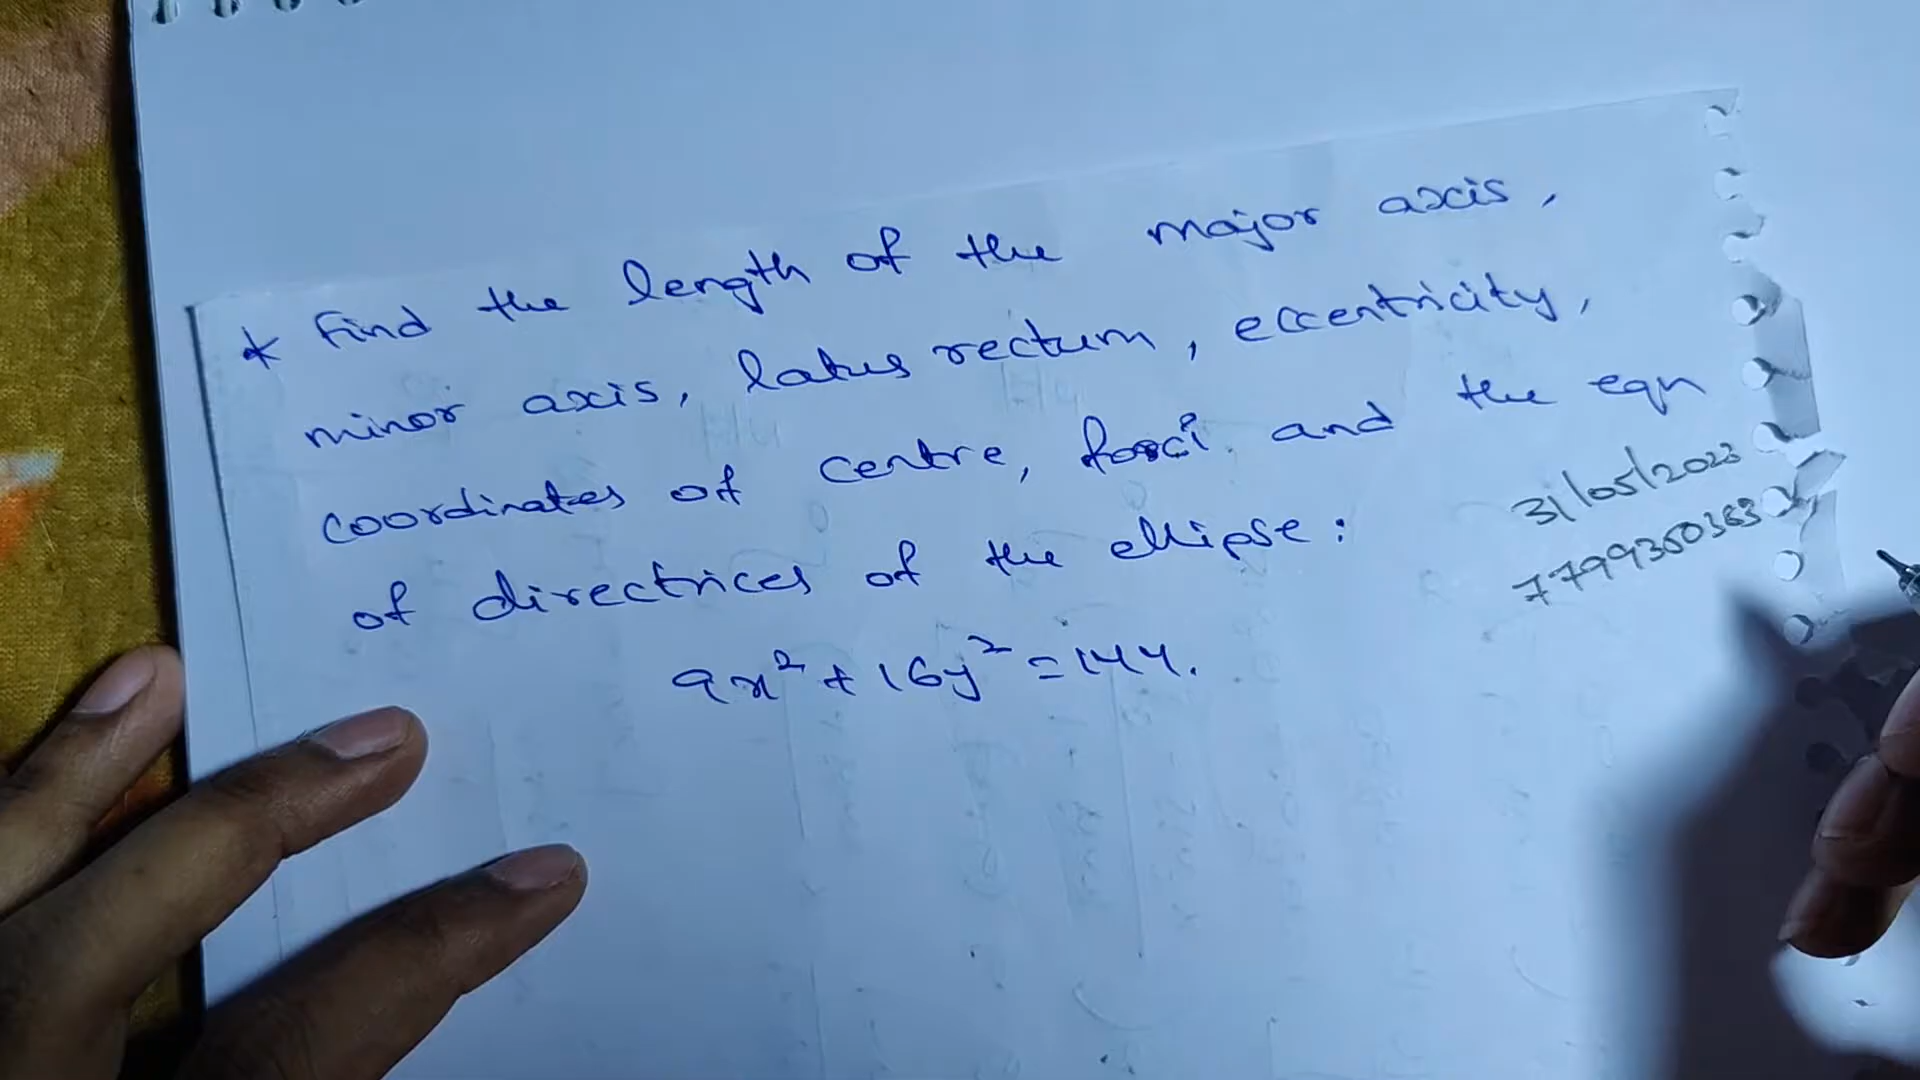 * Find the length of the major axis,
minor axis, latus rectum, eccentricity,
coordinates of centre, foci and the eqn
of directrices of the ellipse:
9x² + 16y² = 144.
31/05/2023
7799350363